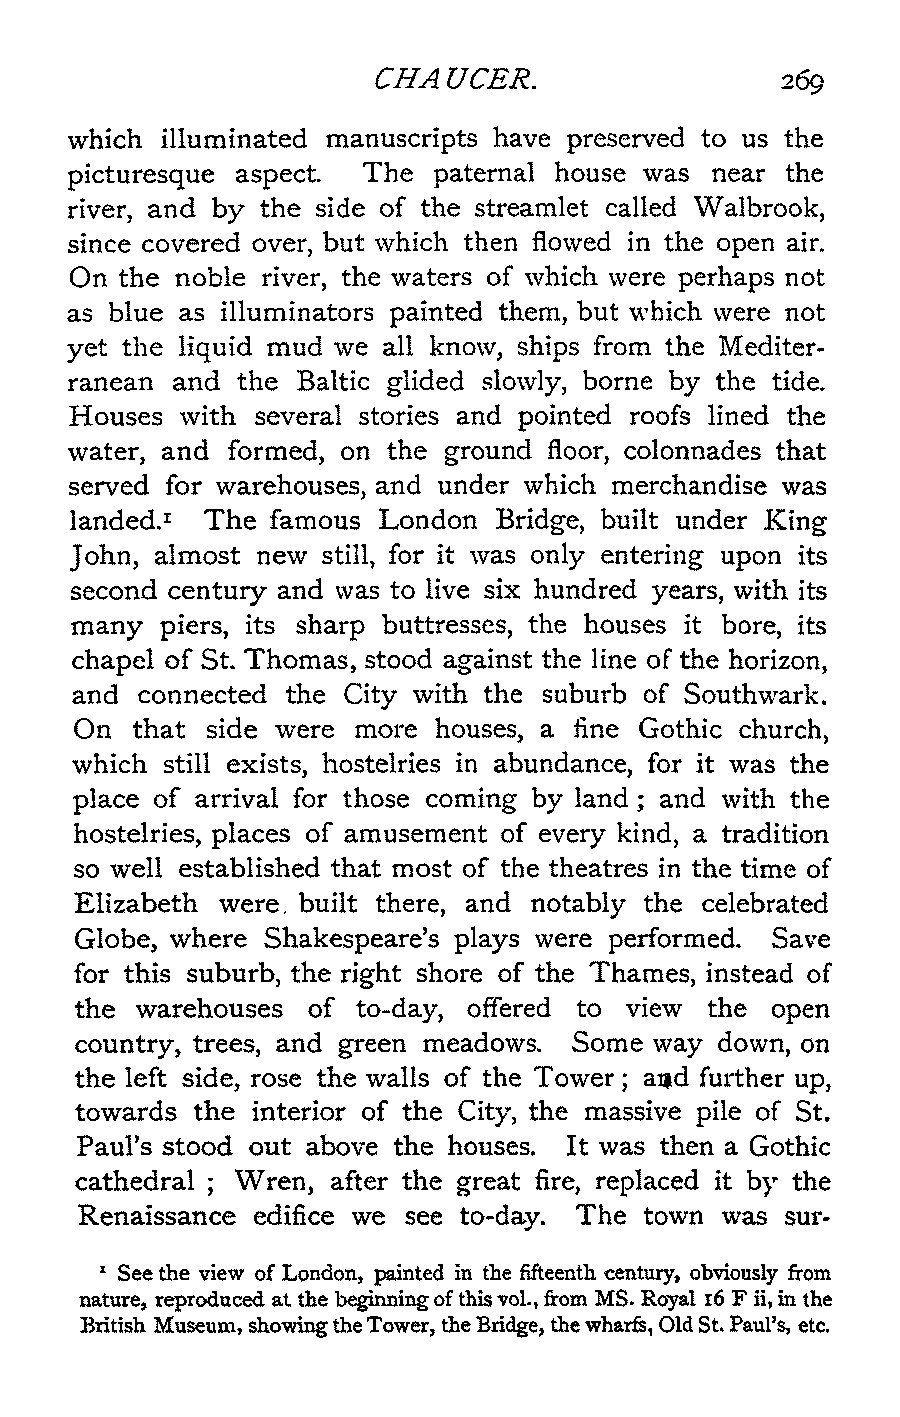 CHAUCER. 269
which illuminated manuscripts have preserved to us the
picturesque aspect. The paternal house was near the
river, and by the side of the streamlet called Walbrook,
since covered over, but which then flowed in the open air.
On the noble river, the waters of which were perhaps not
as blue as illuminators painted them, but which were not
yet the liquid mud we all know, ships from the Mediter-
ranean and the Baltic glided slowly, borne by the tide.
Houses with several stories and pointed roofs lined the
water, and formed, on the ground floor, colonnades that
served for warehouses, and under which merchandise was
landed.¹ The famous London Bridge, built under King
John, almost new still, for it was only entering upon its
second century and was to live six hundred years, with its
many piers, its sharp buttresses, the houses it bore, its
chapel of St. Thomas, stood against the line of the horizon,
and connected the City with the suburb of Southwark.
On that side were more houses, a fine Gothic church,
which still exists, hostelries in abundance, for it was the
place of arrival for those coming by land ; and with the
hostelries, places of amusement of every kind, a tradition
so well established that most of the theatres in the time of
Elizabeth were built there, and notably the celebrated
Globe, where Shakespeare's plays were performed. Save
for this suburb, the right shore of the Thames, instead of
the warehouses of to-day, offered to view the open
country, trees, and green meadows. Some way down, on
the left side, rose the walls of the Tower ; and further up,
towards the interior of the City, the massive pile of St.
Paul's stood out above the houses. It was then a Gothic
cathedral ; Wren, after the great fire, replaced it by the
Renaissance edifice we see to-day. The town was sur-
¹ See the view of London, painted in the fifteenth century, obviously from
nature, reproduced at the beginning of this vol., from MS. Royal 16 F ii, in the
British Museum, showing the Tower, the Bridge, the wharfs, Old St. Paul's, etc.